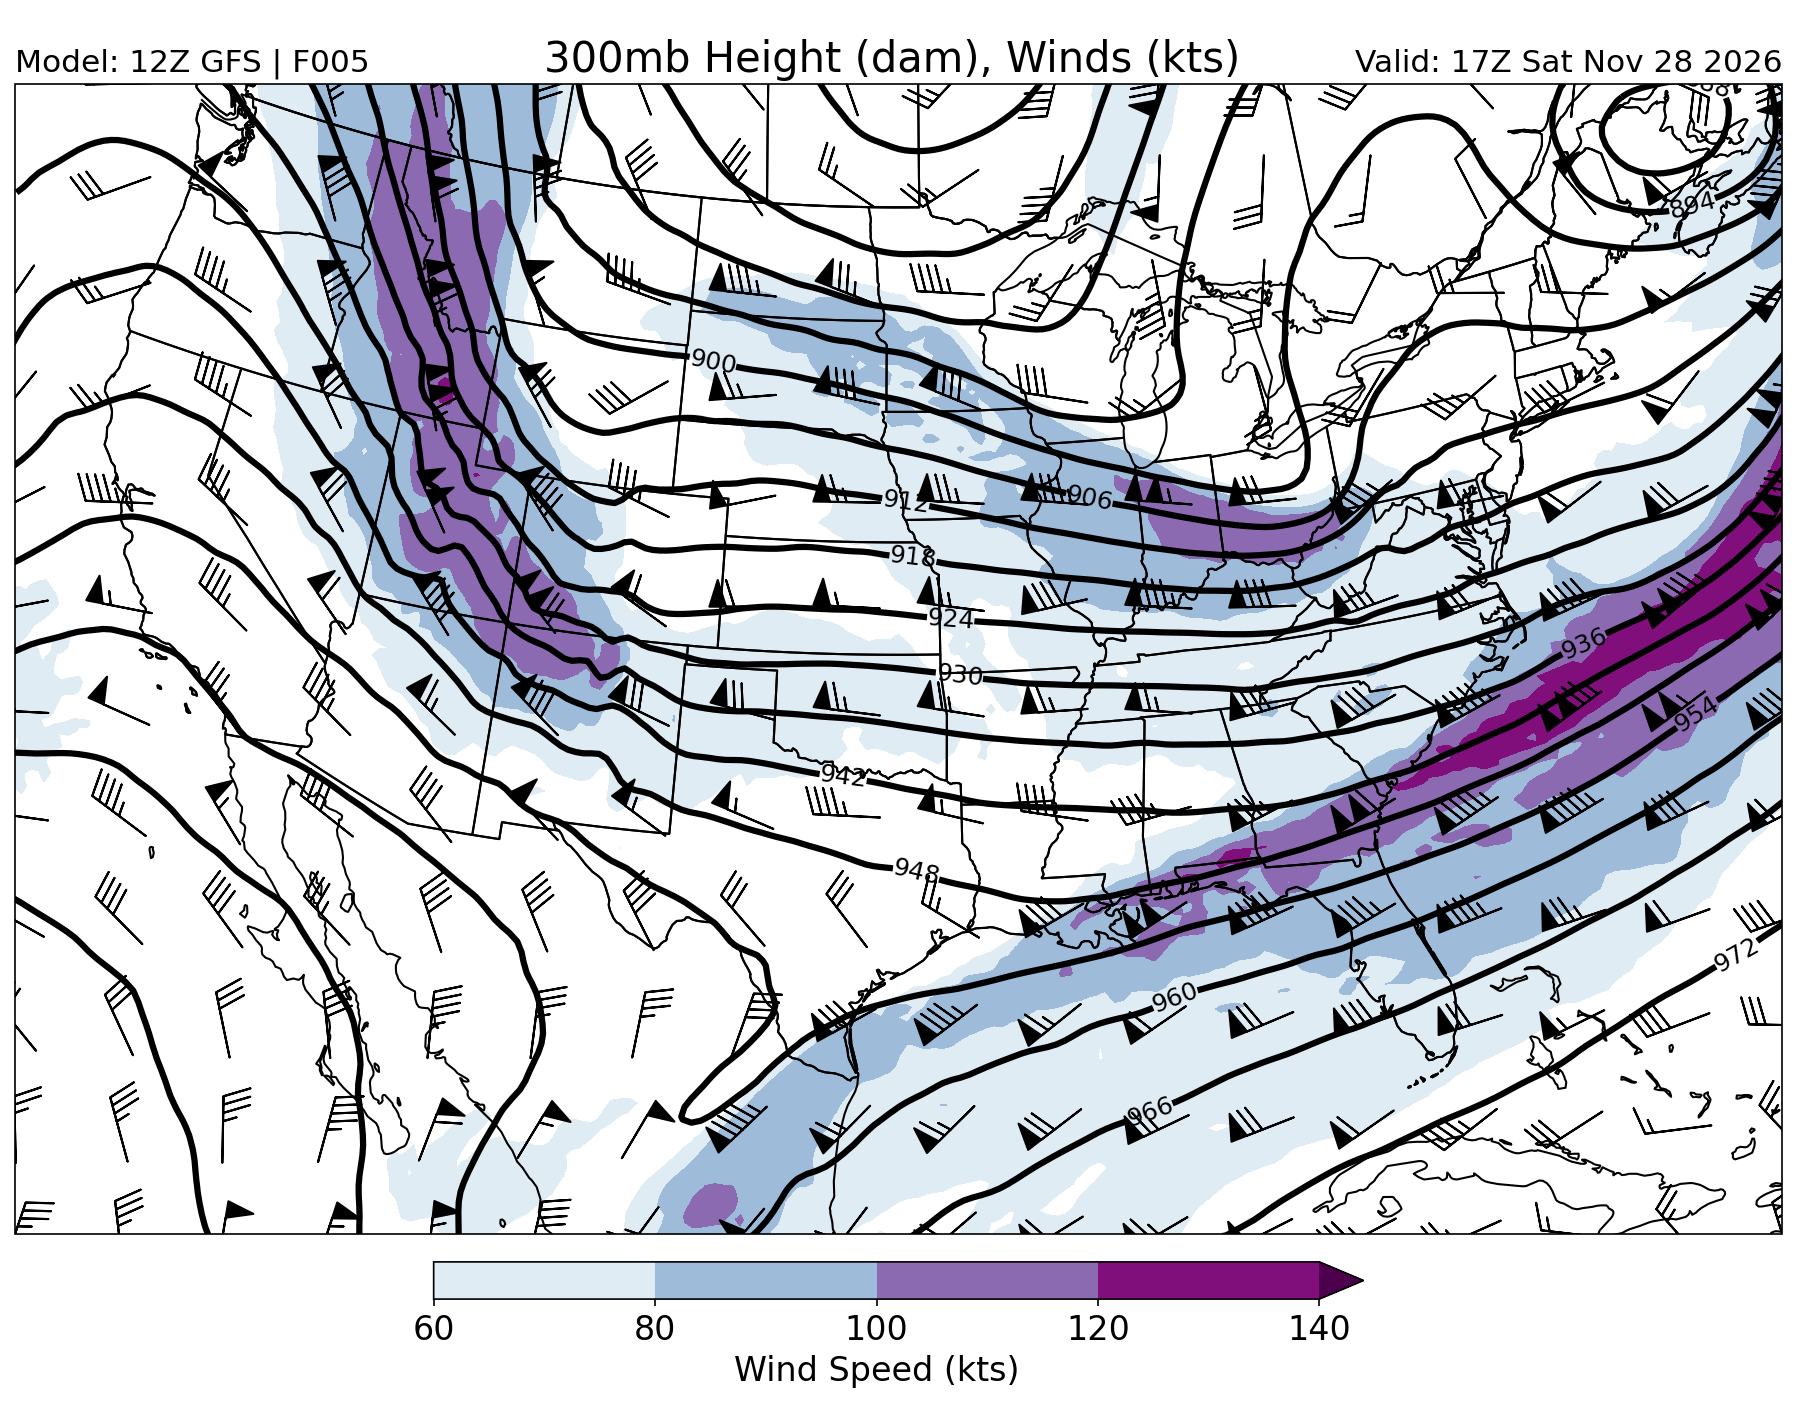 Model: 12Z GFS | F005
300mb Height (dam), Winds (kts)
Valid: 17Z Sat Nov 28 2026
894
900
906
912
918
924
930
936
942
948
954
960
966
972
60 80 100 120 140
Wind Speed (kts)